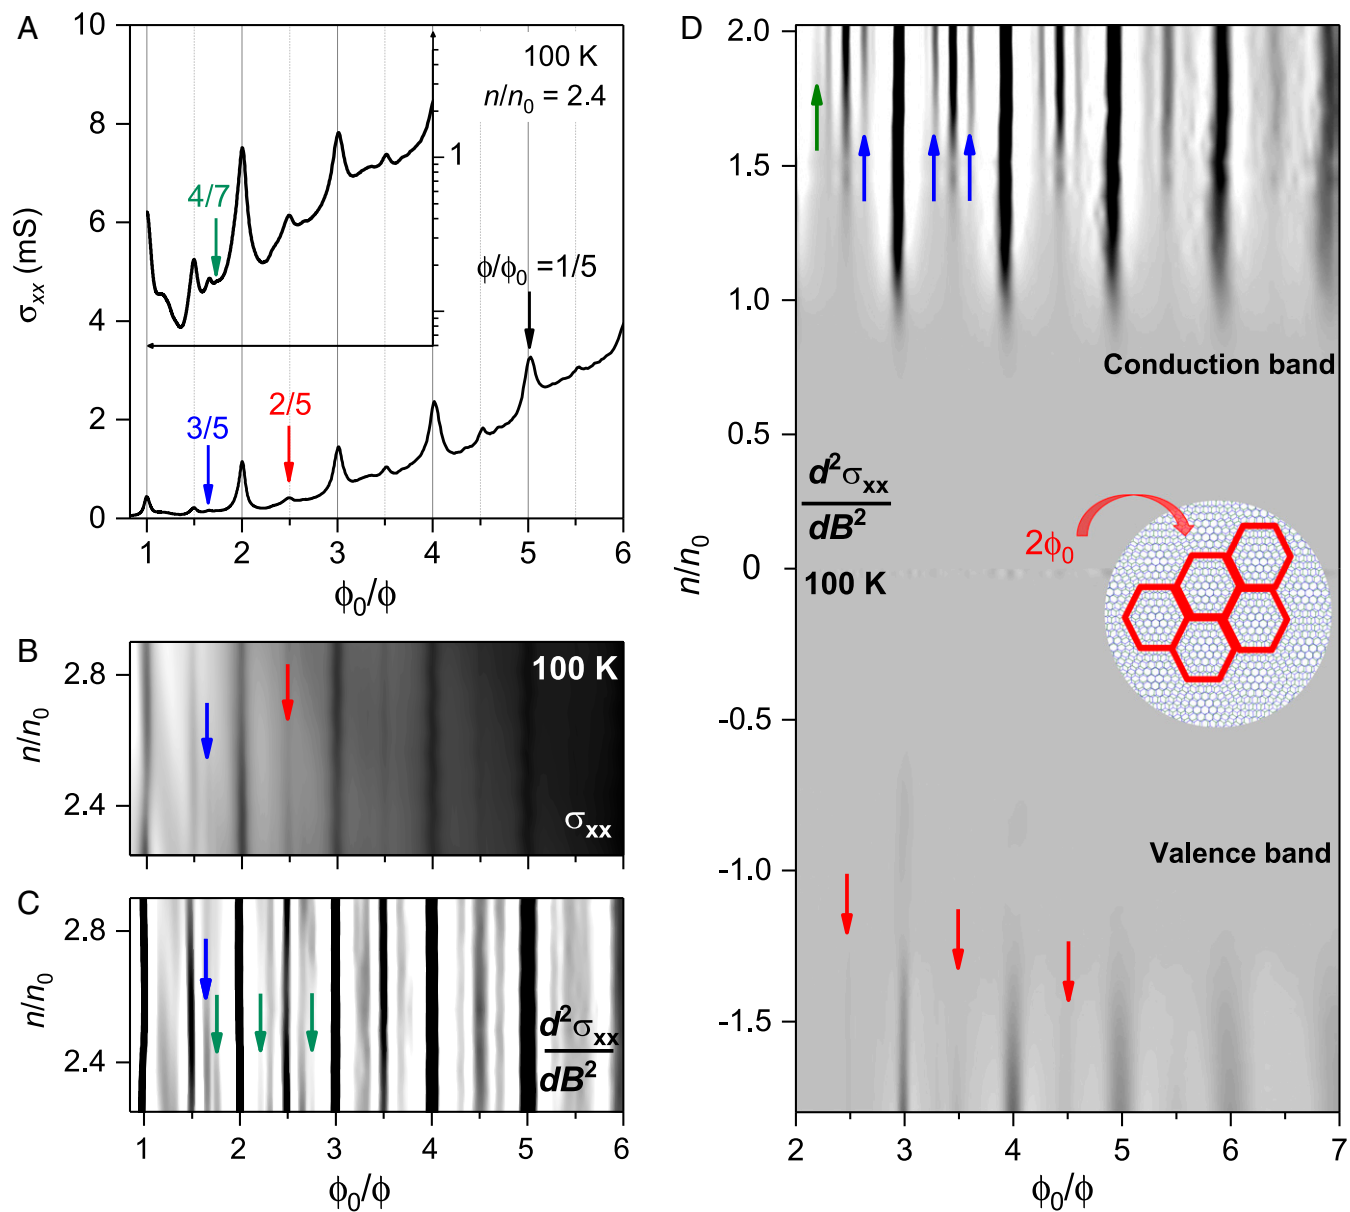 A
10
8
6
4
2
0
σxx (mS)
100 K
n/n0 = 2.4
1
4/7
ϕ/ϕ0 =1/5
3/5
2/5
1 2 3 4 5 6
ϕ0/ϕ
B
2.8
2.4
n/n0
100 K
σxx
C
2.8
2.4
n/n0
d²σxx
dB²
1 2 3 4 5 6
ϕ0/ϕ
D
2.0
1.5
1.0
0.5
0
-0.5
-1.0
-1.5
n/n0
Conduction band
d²σxx
dB²
100 K
2ϕ0
Valence band
2 3 4 5 6 7
ϕ0/ϕ